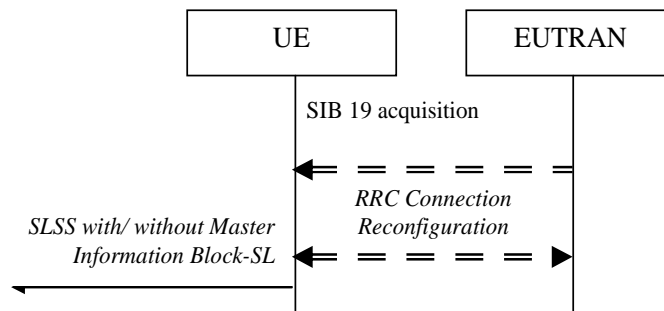 UE
EUTRAN
SIB 19 acquisition
RRC Connection
Reconfiguration
SLSS with/ without Master
Information Block-SL